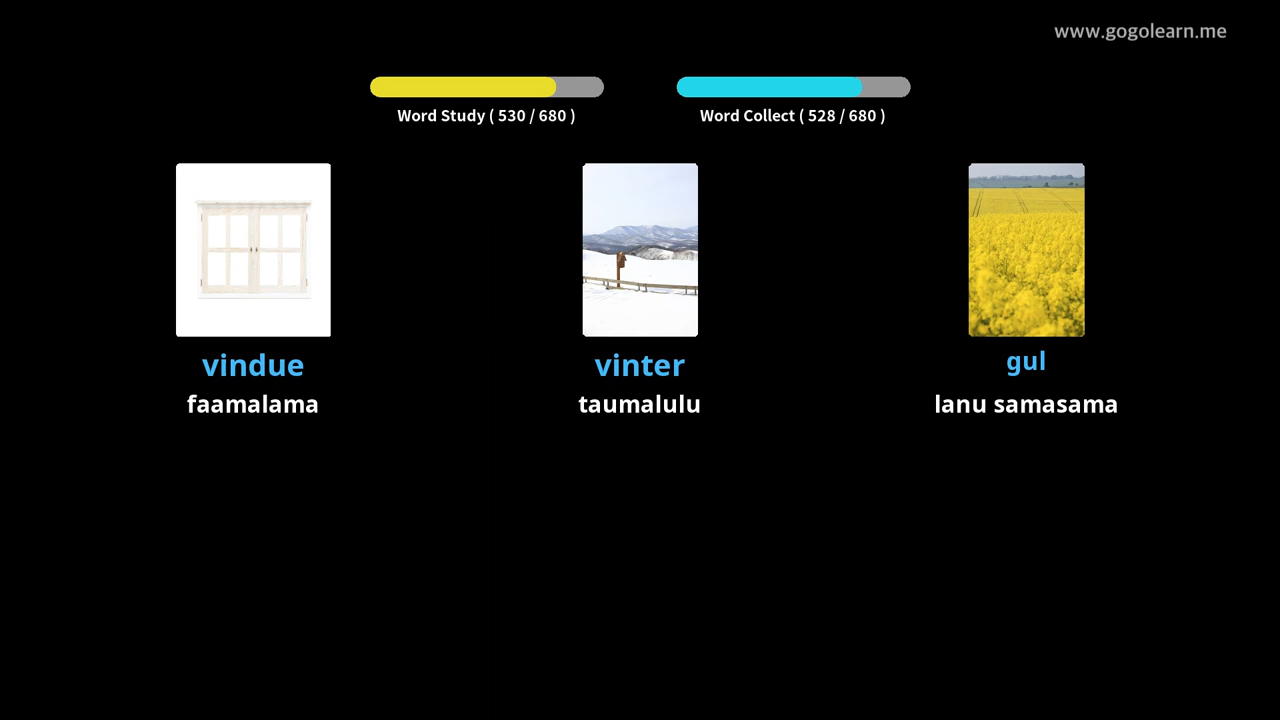 www.gogolearn.me
Word Study ( 530 / 680 )
Word Collect ( 528 / 680 )
vindue
faamalama
vinter
taumalulu
gul
lanu samasama